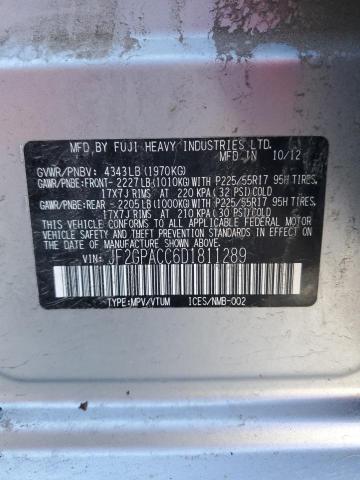 MFD. BY FUJI HEAVY INDUSTRIES LTD.
MFD IN 10/12
GVWR/PNBV: 4343LB(1970KG)
GAWR/PNBE:FRONT- 2227LB(1010KG)WITH P225/55R17 95H TIRES,
17X7J RIMS AT 220 KPA(32 PSI)COLD
GAWR/PNBE:REAR - 2205LB(1000KG)WITH P225/55R17 95H TIRES,
17X7J RIMS AT 210 KPA(30 PSI)COLD
THIS VEHICLE CONFORMS TO ALL APPLICABLE FEDERAL
MOTOR VEHICLE SAFETY, BUMPER, AND THEFT PREVENTION
STANDARDS IN EFFECT ON THE DATE OF MANUFACTURE
SHOWN ABOVE.
VIN: JF2GPACC6D1811289
TYPE:MPV/VTUM ICES/NMB-002